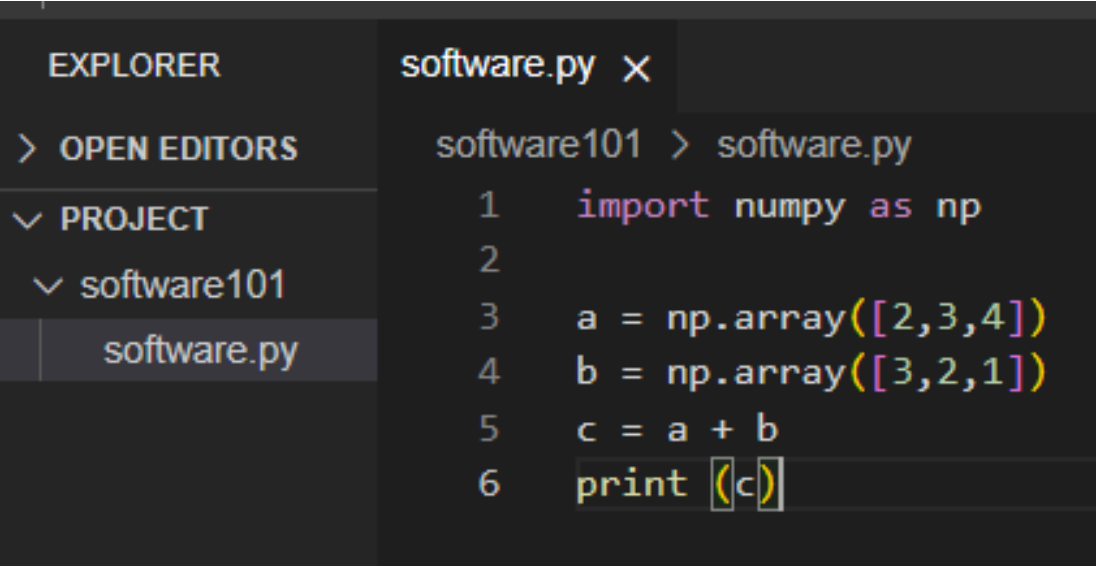 EXPLORER
OPEN EDITORS
PROJECT
software101
software.py
software.py ×
software101 > software.py
1 import numpy as np
2
3 a = np.array([2,3,4])
4 b = np.array([3,2,1])
5 c = a + b
6 print (c)